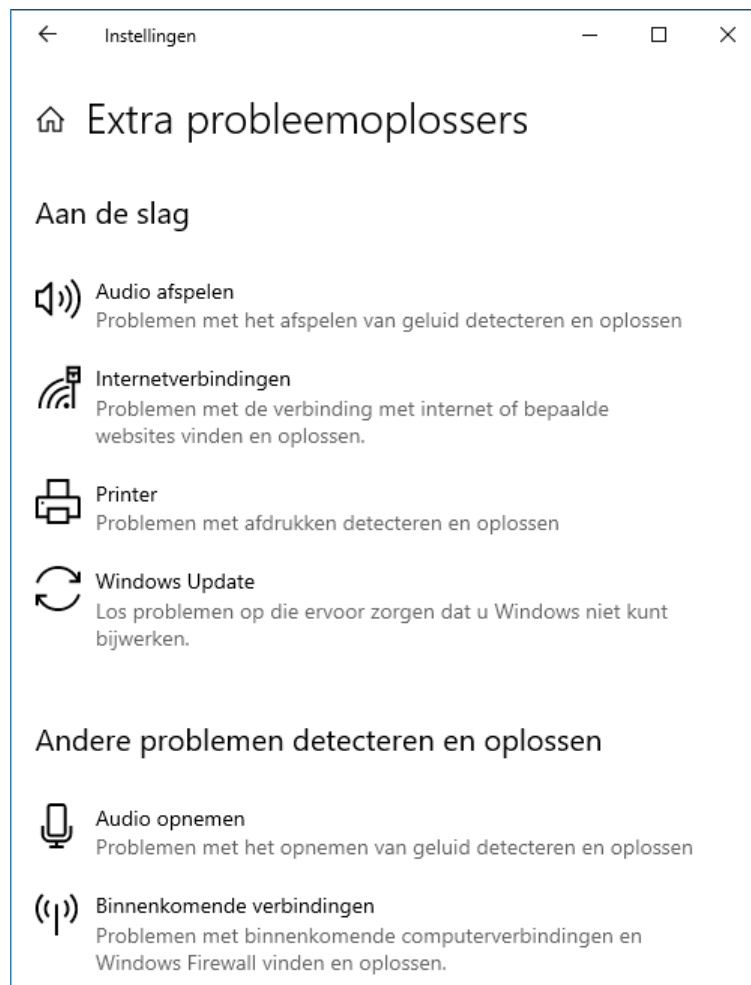 Instellingen
Extra probleemoplossers
Aan de slag
Audio afspelen
Problemen met het afspelen van geluid detecteren en oplossen
Internetverbindingen
Problemen met de verbinding met internet of bepaalde
websites vinden en oplossen.
Printer
Problemen met afdrukken detecteren en oplossen
Windows Update
Los problemen op die ervoor zorgen dat u Windows niet kunt
bijwerken.
Andere problemen detecteren en oplossen
Audio opnemen
Problemen met het opnemen van geluid detecteren en oplossen
Binnenkomende verbindingen
Problemen met binnenkomende computerverbindingen en
Windows Firewall vinden en oplossen.